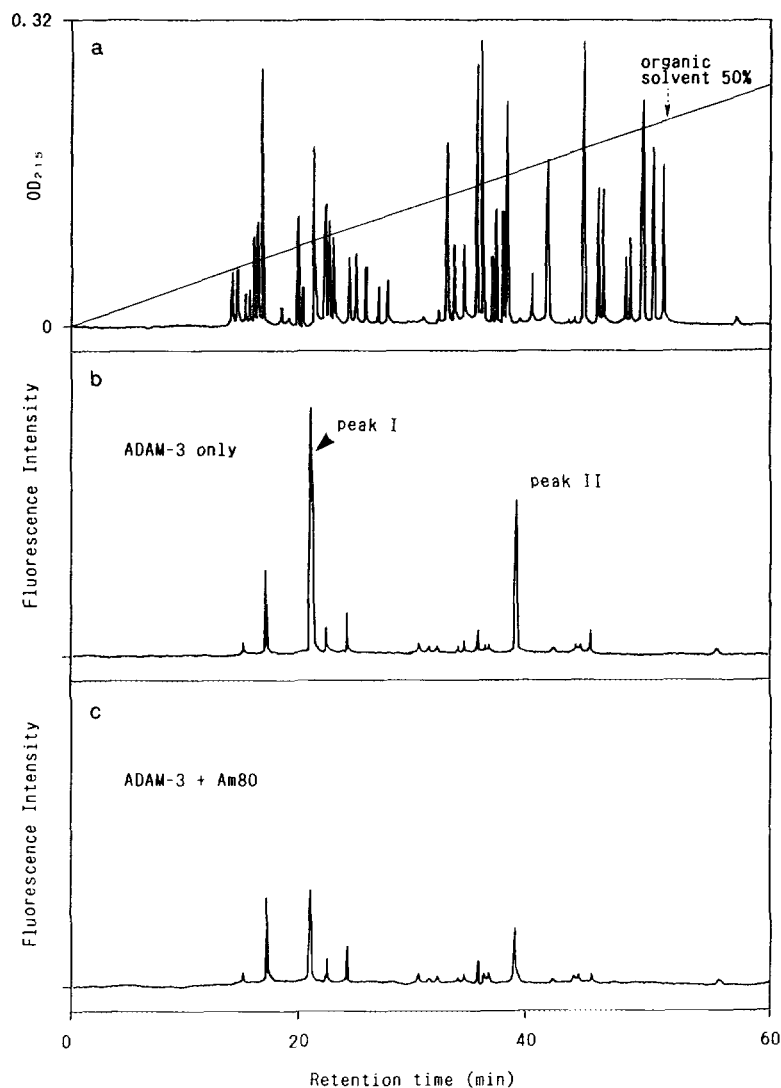 0.32
a
organic
solvent 50%
OD₂₁₅
0
b
Fluorescence Intensity
ADAM-3 only
peak I
peak II
c
Fluorescence Intensity
ADAM-3 + Am80
0
20
40
60
Retention time (min)